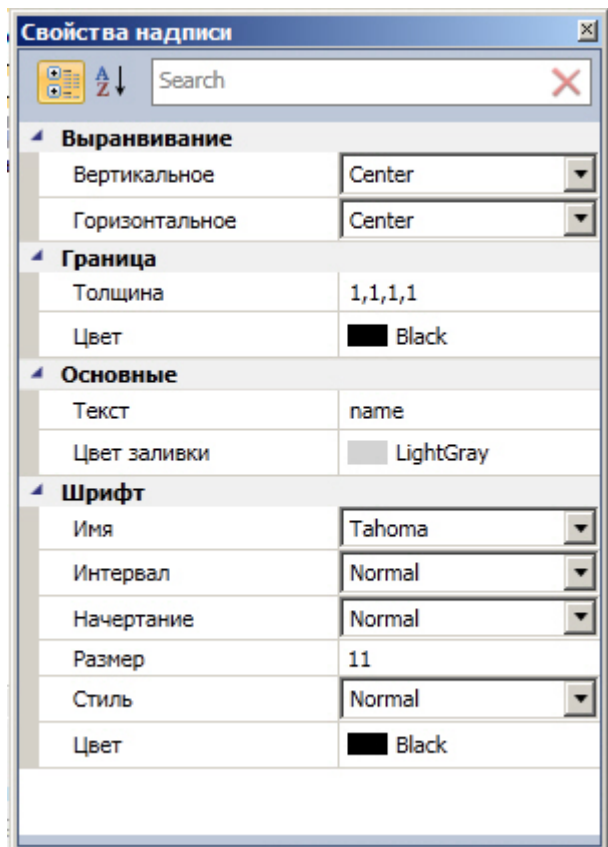 Свойства надписи
A
Z
Search
Выранвивание
Вертикальное Center
Горизонтальное Center
Граница
Толщина 1,1,1,1
Цвет Black
Основные
Текст name
Цвет заливки LightGray
Шрифт
Имя Tahoma
Интервал Normal
Начертание Normal
Размер 11
Стиль Normal
Цвет Black